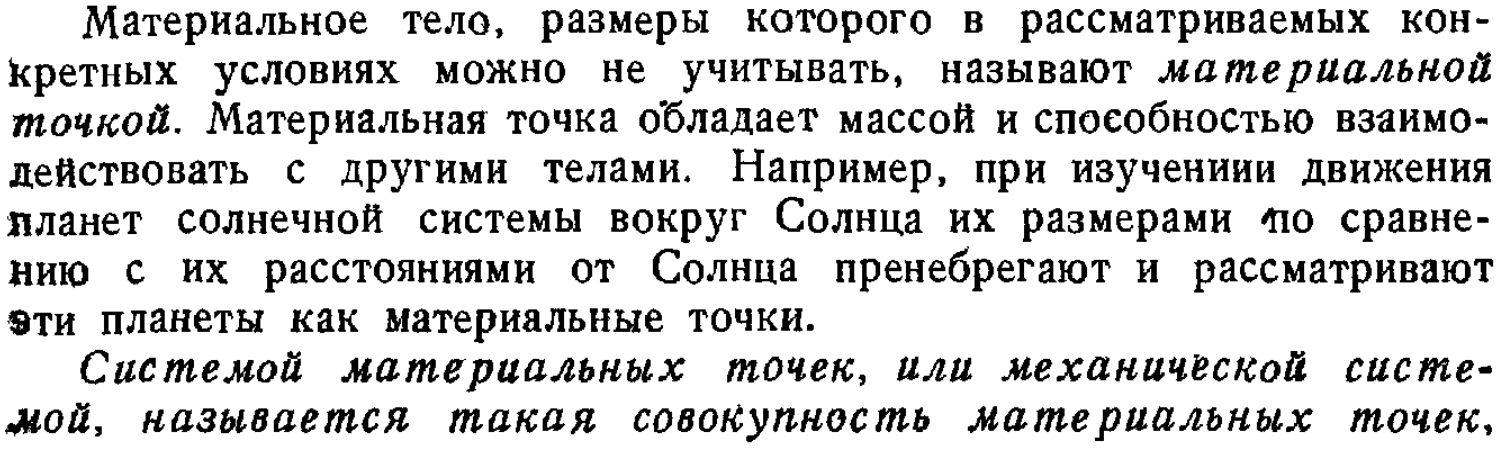 Материальное тело, размеры которого в рассматриваемых кон-
кретных условиях можно не учитывать, называют материальной
точкой. Материальная точка обладает массой и способностью взаимо-
действовать с другими телами. Например, при изучениии движения
планет солнечной системы вокруг Солнца их размерами по сравне-
нию с их расстояниями от Солнца пренебрегают и рассматривают
эти планеты как материальные точки.
Системой материальных точек, или механической систе-
мой, называется такая совокупность материальных точек,